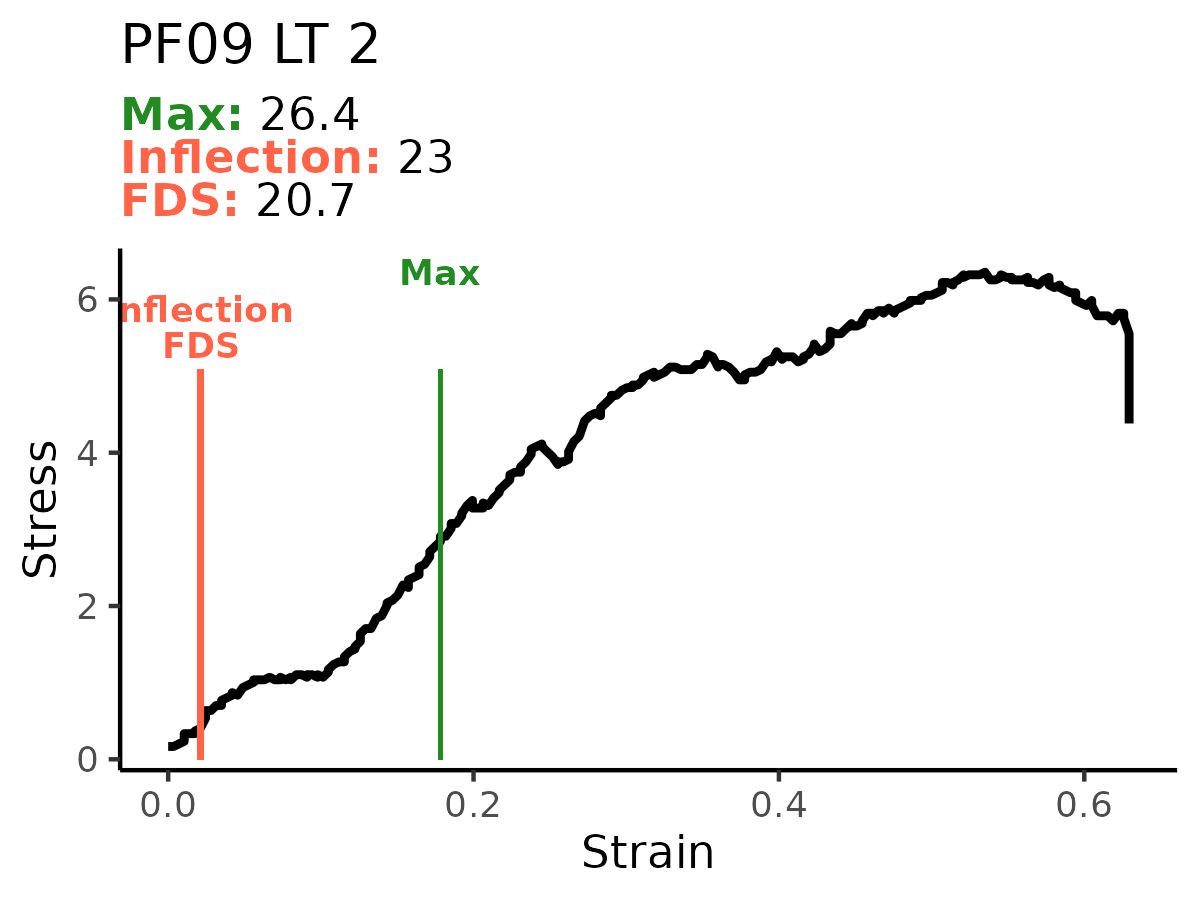 PF09 LT 2
Max: 26.4
Inflection: 23
FDS: 20.7
Max
nflection
FDS
6
4
2
0
Stress
0.0 0.2 0.4 0.6
Strain